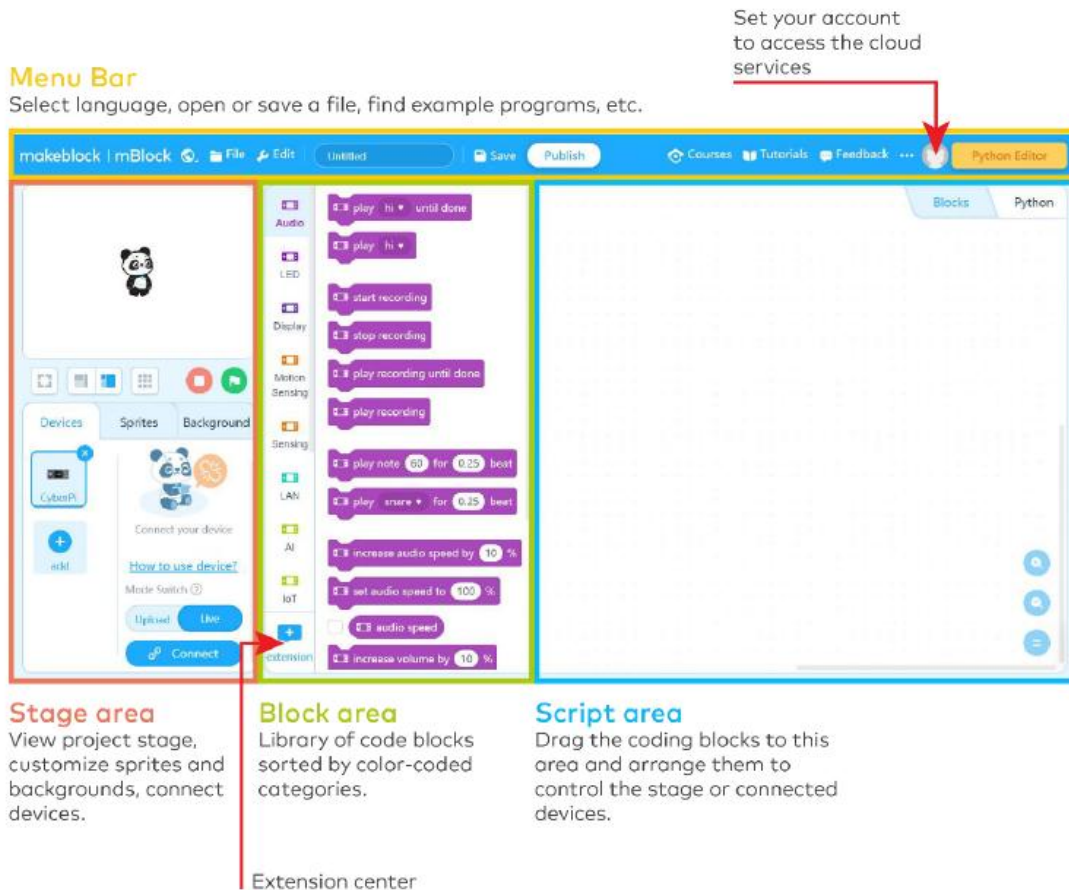 Set your account
to access the cloud
services
Menu Bar
Select language, open or save a file, find example programs, etc.
makeblock | mBlock File Edit Untitled Save Publish Courses Tutorials Feedback ... Python Editor
Blocks Python
Audio
LED
Display
Motion
Sensing
Sensing
LAN
AI
IoT
extension
play hi until done
play hi
start recording
stop recording
play recording until done
play recording
play note 60 for 0.25 beat
play snare for 0.25 beat
increase audio speed by 10 %
set audio speed to 100 %
audio speed
increase volume by 10 %
Devices Sprites Background
CyberPi
add
Connect your device
How to use device?
Mode Switch ?
Upload Live
Connect
Stage area
View project stage,
customize sprites and
backgrounds, connect
devices.
Block area
Library of code blocks
sorted by color-coded
categories.
Script area
Drag the coding blocks to this
area and arrange them to
control the stage or connected
devices.
Extension center